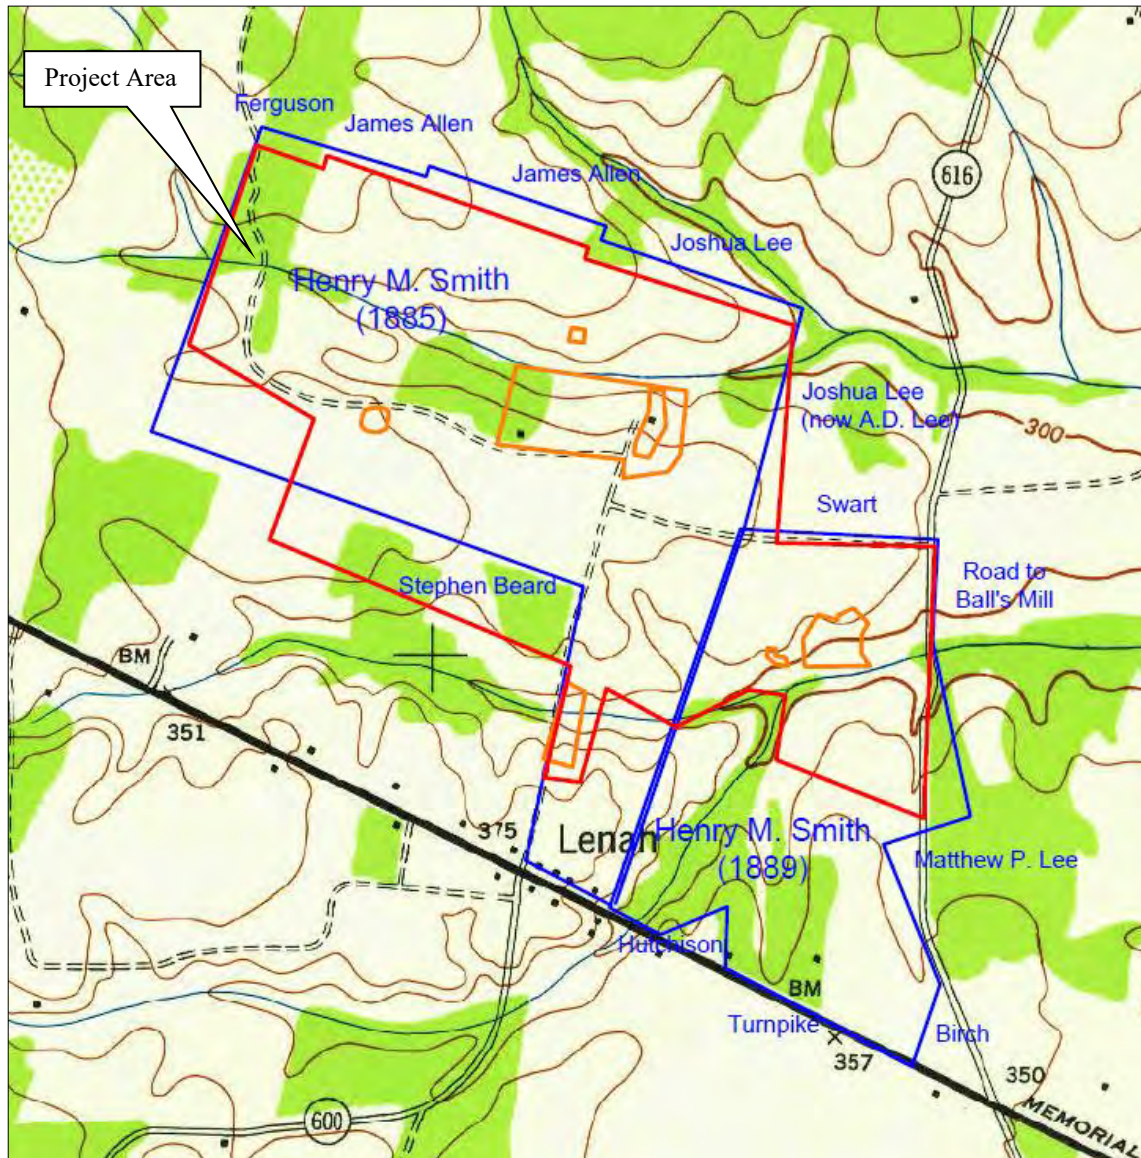 Project Area
Ferguson
James Allen
616
James Allen
Joshua Lee
Henry M. Smith
(1885)
Joshua Lee
(now A.D. Lee)
300
Swart
Road to
Ball's Mill
Stephen Beard
BM
351
375
Lenah
Henry M. Smith
(1889)
Matthew P. Lee
Hutchison
BM
Turnpike
Birch
357
350
600
MEMORIAL